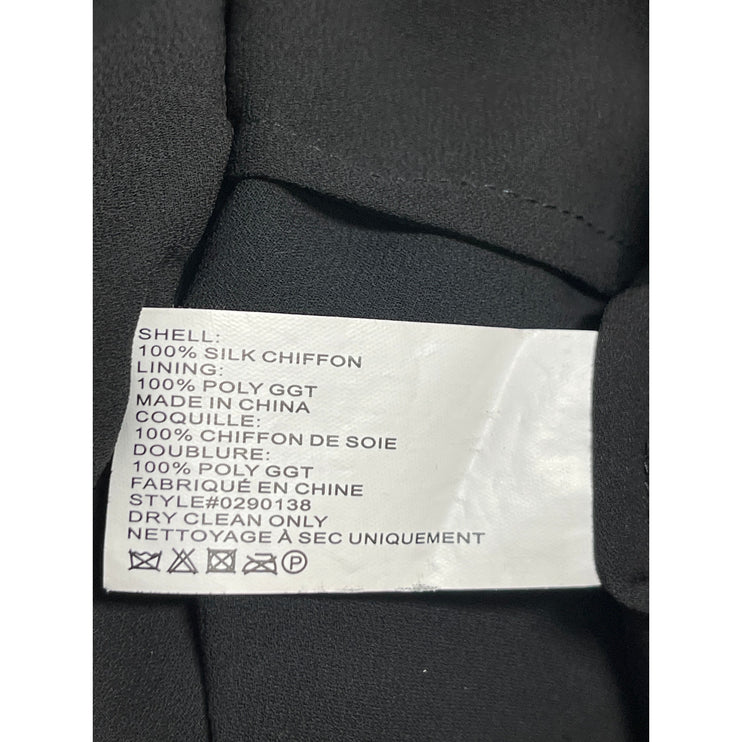 SHELL:
100% SILK CHIFFON
LINING:
100% POLY GGT
MADE IN CHINA
COQUILLE:
100% CHIFFON DE SOIE
DOUBLURE:
100% POLY GGT
FABRIQUÉ EN CHINE
STYLE#0290138
DRY CLEAN ONLY
NETTOYAGE À SEC UNIQUEMENT
P